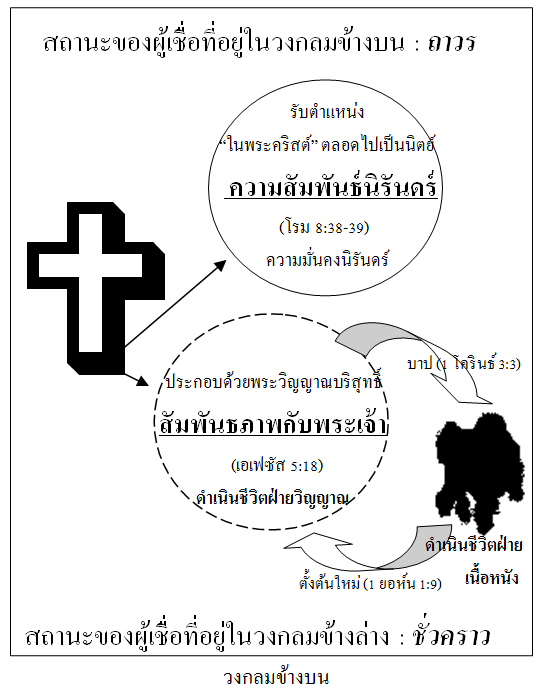 สถานะของผู้เชื่อที่อยู่ในวงกลมข้างบน : ถาวร
รับตำแหน่ง
“ในพระคริสต์” ตลอดไปเป็นนิตย์
ความสัมพันธ์นิรันดร์
(โรม 8:38-39)
ความมั่นคงนิรันดร์
บาป (1 โครินธ์ 3:3)
ประกอบด้วยพระวิญญาณบริสุทธิ์
สัมพันธภาพกับพระเจ้า
(เอเฟซัส 5:18)
ดำเนินชีวิตฝ่ายวิญญาณ
ดำเนินชีวิตฝ่าย
เนื้อหนัง
ตั้งต้นใหม่ (1 ยอห์น 1:9)
สถานะของผู้เชื่อที่อยู่ในวงกลมข้างล่าง : ชั่วคราว
วงกลมข้างบน